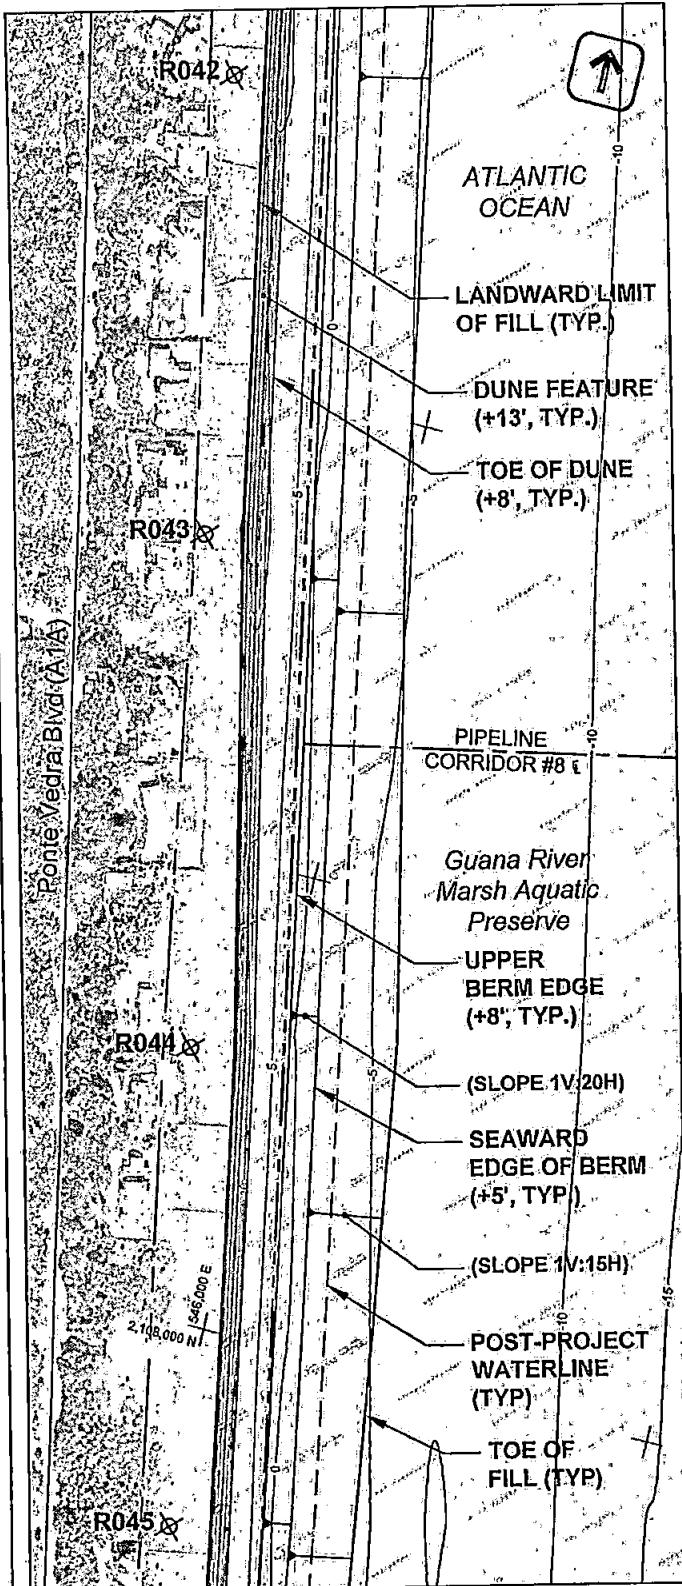 R042
-10
ATLANTIC
OCEAN
LANDWARD LIMIT
OF FILL (TYP.)
0
DUNE FEATURE
(+13', TYP.)
TOE OF DUNE
(+8', TYP.)
5
R043
Ponte Vedra Blvd (A1A)
PIPELINE
CORRIDOR #8 ℄
-10
Guana River
Marsh Aquatic
Preserve
UPPER
BERM EDGE
(+8', TYP.)
R044
5
-5
(SLOPE 1V:20H)
SEAWARD
EDGE OF BERM
(+5', TYP.)
(SLOPE 1V:15H)
546,000 E
2,108,000 N
-10
-15
POST-PROJECT
WATERLINE
(TYP)
TOE OF
FILL (TYP)
0
R045